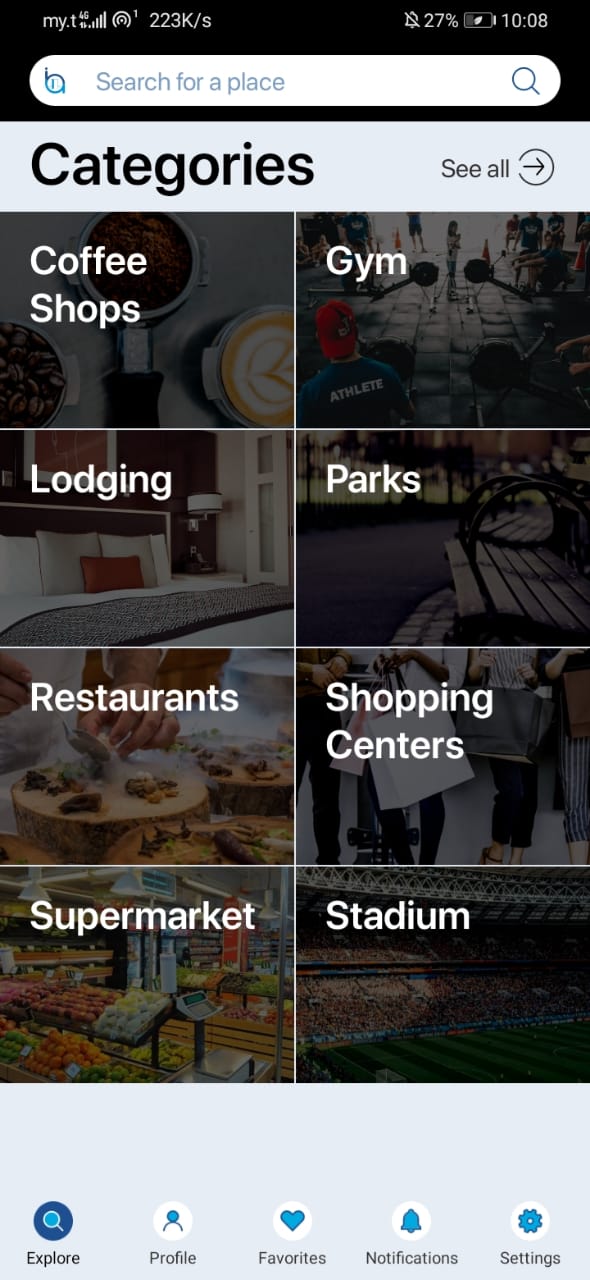 my.t 4G 1 223K/s 27% 10:08
Search for a place
Categories
See all
Coffee
Shops
Gym
ATHLETE
Lodging
Parks
Restaurants
Shopping
Centers
Supermarket
Stadium
Explore
Profile
Favorites
Notifications
Settings